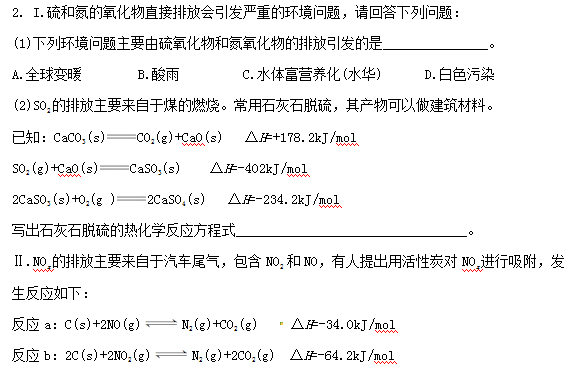 2. I.硫和氮的氧化物直接排放会引发严重的环境问题，请回答下列问题：
(1)下列环境问题主要由硫氧化物和氮氧化物的排放引发的是_______________。
A.全球变暖 B.酸雨 C.水体富营养化(水华) D.白色污染
(2)SO₂的排放主要来自于煤的燃烧。常用石灰石脱硫，其产物可以做建筑材料。
已知：CaCO₃(s)═══CO₂(g)+CaO(s) △H=+178.2kJ/mol
SO₂(g)+CaO(s)═══CaSO₃(s) △H=-402kJ/mol
2CaSO₃(s)+O₂(g )═══2CaSO₄(s) △H=-234.2kJ/mol
写出石灰石脱硫的热化学反应方程式_________________________________。
Ⅱ.NOₓ的排放主要来自于汽车尾气，包含NO₂和NO，有人提出用活性炭对NOₓ进行吸附，发
生反应如下：
反应a：C(s)+2NO(g)⇌N₂(g)+CO₂(g) △H=-34.0kJ/mol
反应b：2C(s)+2NO₂(g)⇌N₂(g)+2CO₂(g) △H=-64.2kJ/mol